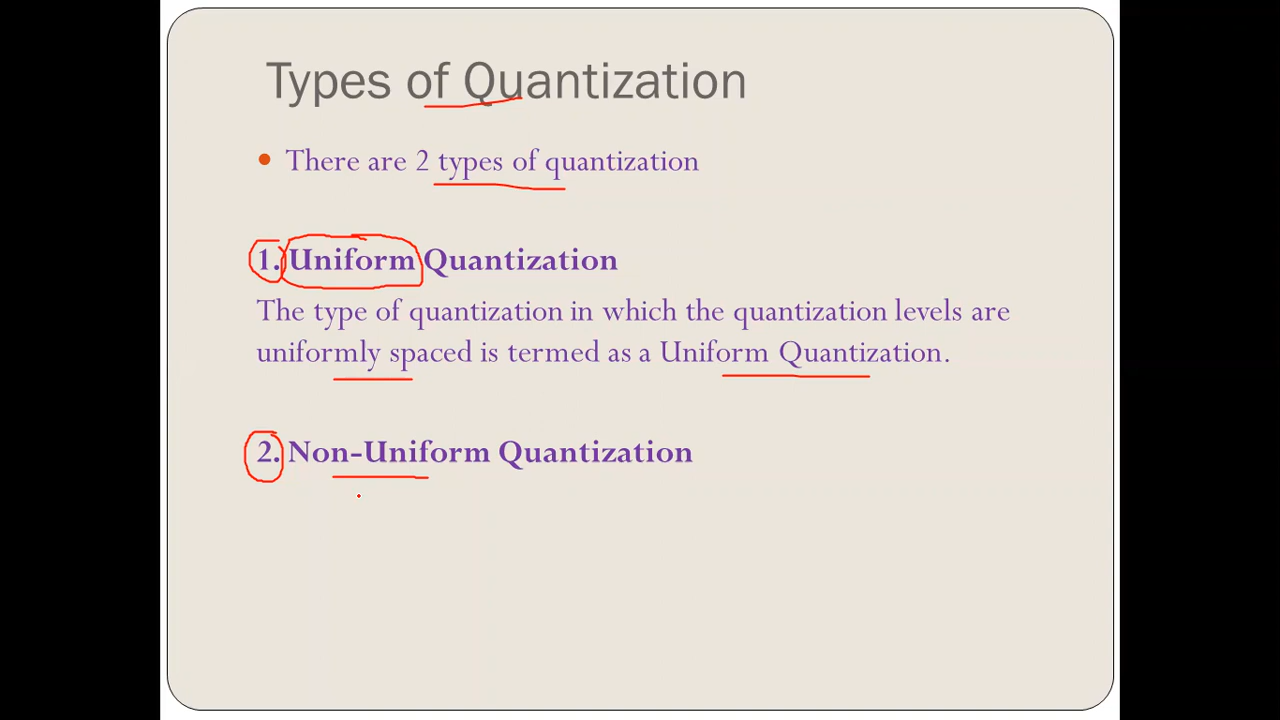 Types of Quantization
There are 2 types of quantization
1. Uniform Quantization
The type of quantization in which the quantization levels are
uniformly spaced is termed as a Uniform Quantization.
2. Non-Uniform Quantization